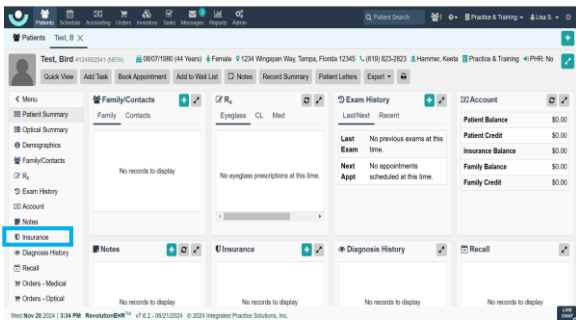 Patients Schedule Accounting Orders Inventory Tasks Messages Reports Admin
Patient Search Practice & Training Lisa S.
Patients Test, B X
Test, Bird #124852541 (NEW) 08/07/1980 (44 Years) Female 1234 Wingspan Way, Tampa, Florida 12345 (619) 823-2823 Hammer, Keeta Practice & Training PHR: No
Quick View Add Task Book Appointment Add to Wait List Notes Record Summary Patient Letters Export
Menu
Patient Summary
Optical Summary
Demographics
Family/Contacts
Rx
Exam History
Account
Notes
Insurance
Diagnosis History
Recall
Orders - Medical
Orders - Optical
Family/Contacts
Family Contacts
No records to display
Rx
Eyeglass CL Med
No eyeglass prescriptions at this time.
Exam History
Last/Next Recent
Last Exam No previous exams at this time.
Next Appt No appointments scheduled at this time.
Account
Patient Balance $0.00
Patient Credit $0.00
Insurance Balance $0.00
Family Balance $0.00
Family Credit $0.00
Notes
No records to display
Insurance
No records to display
Diagnosis History
No records to display
Recall
No records to display
Wed Nov 20 2024 | 3:34 PM RevolutionEHR™ v7.6.2 - 06/21/2024 © 2024 Integrated Practice Solutions, Inc.
Live Chat!